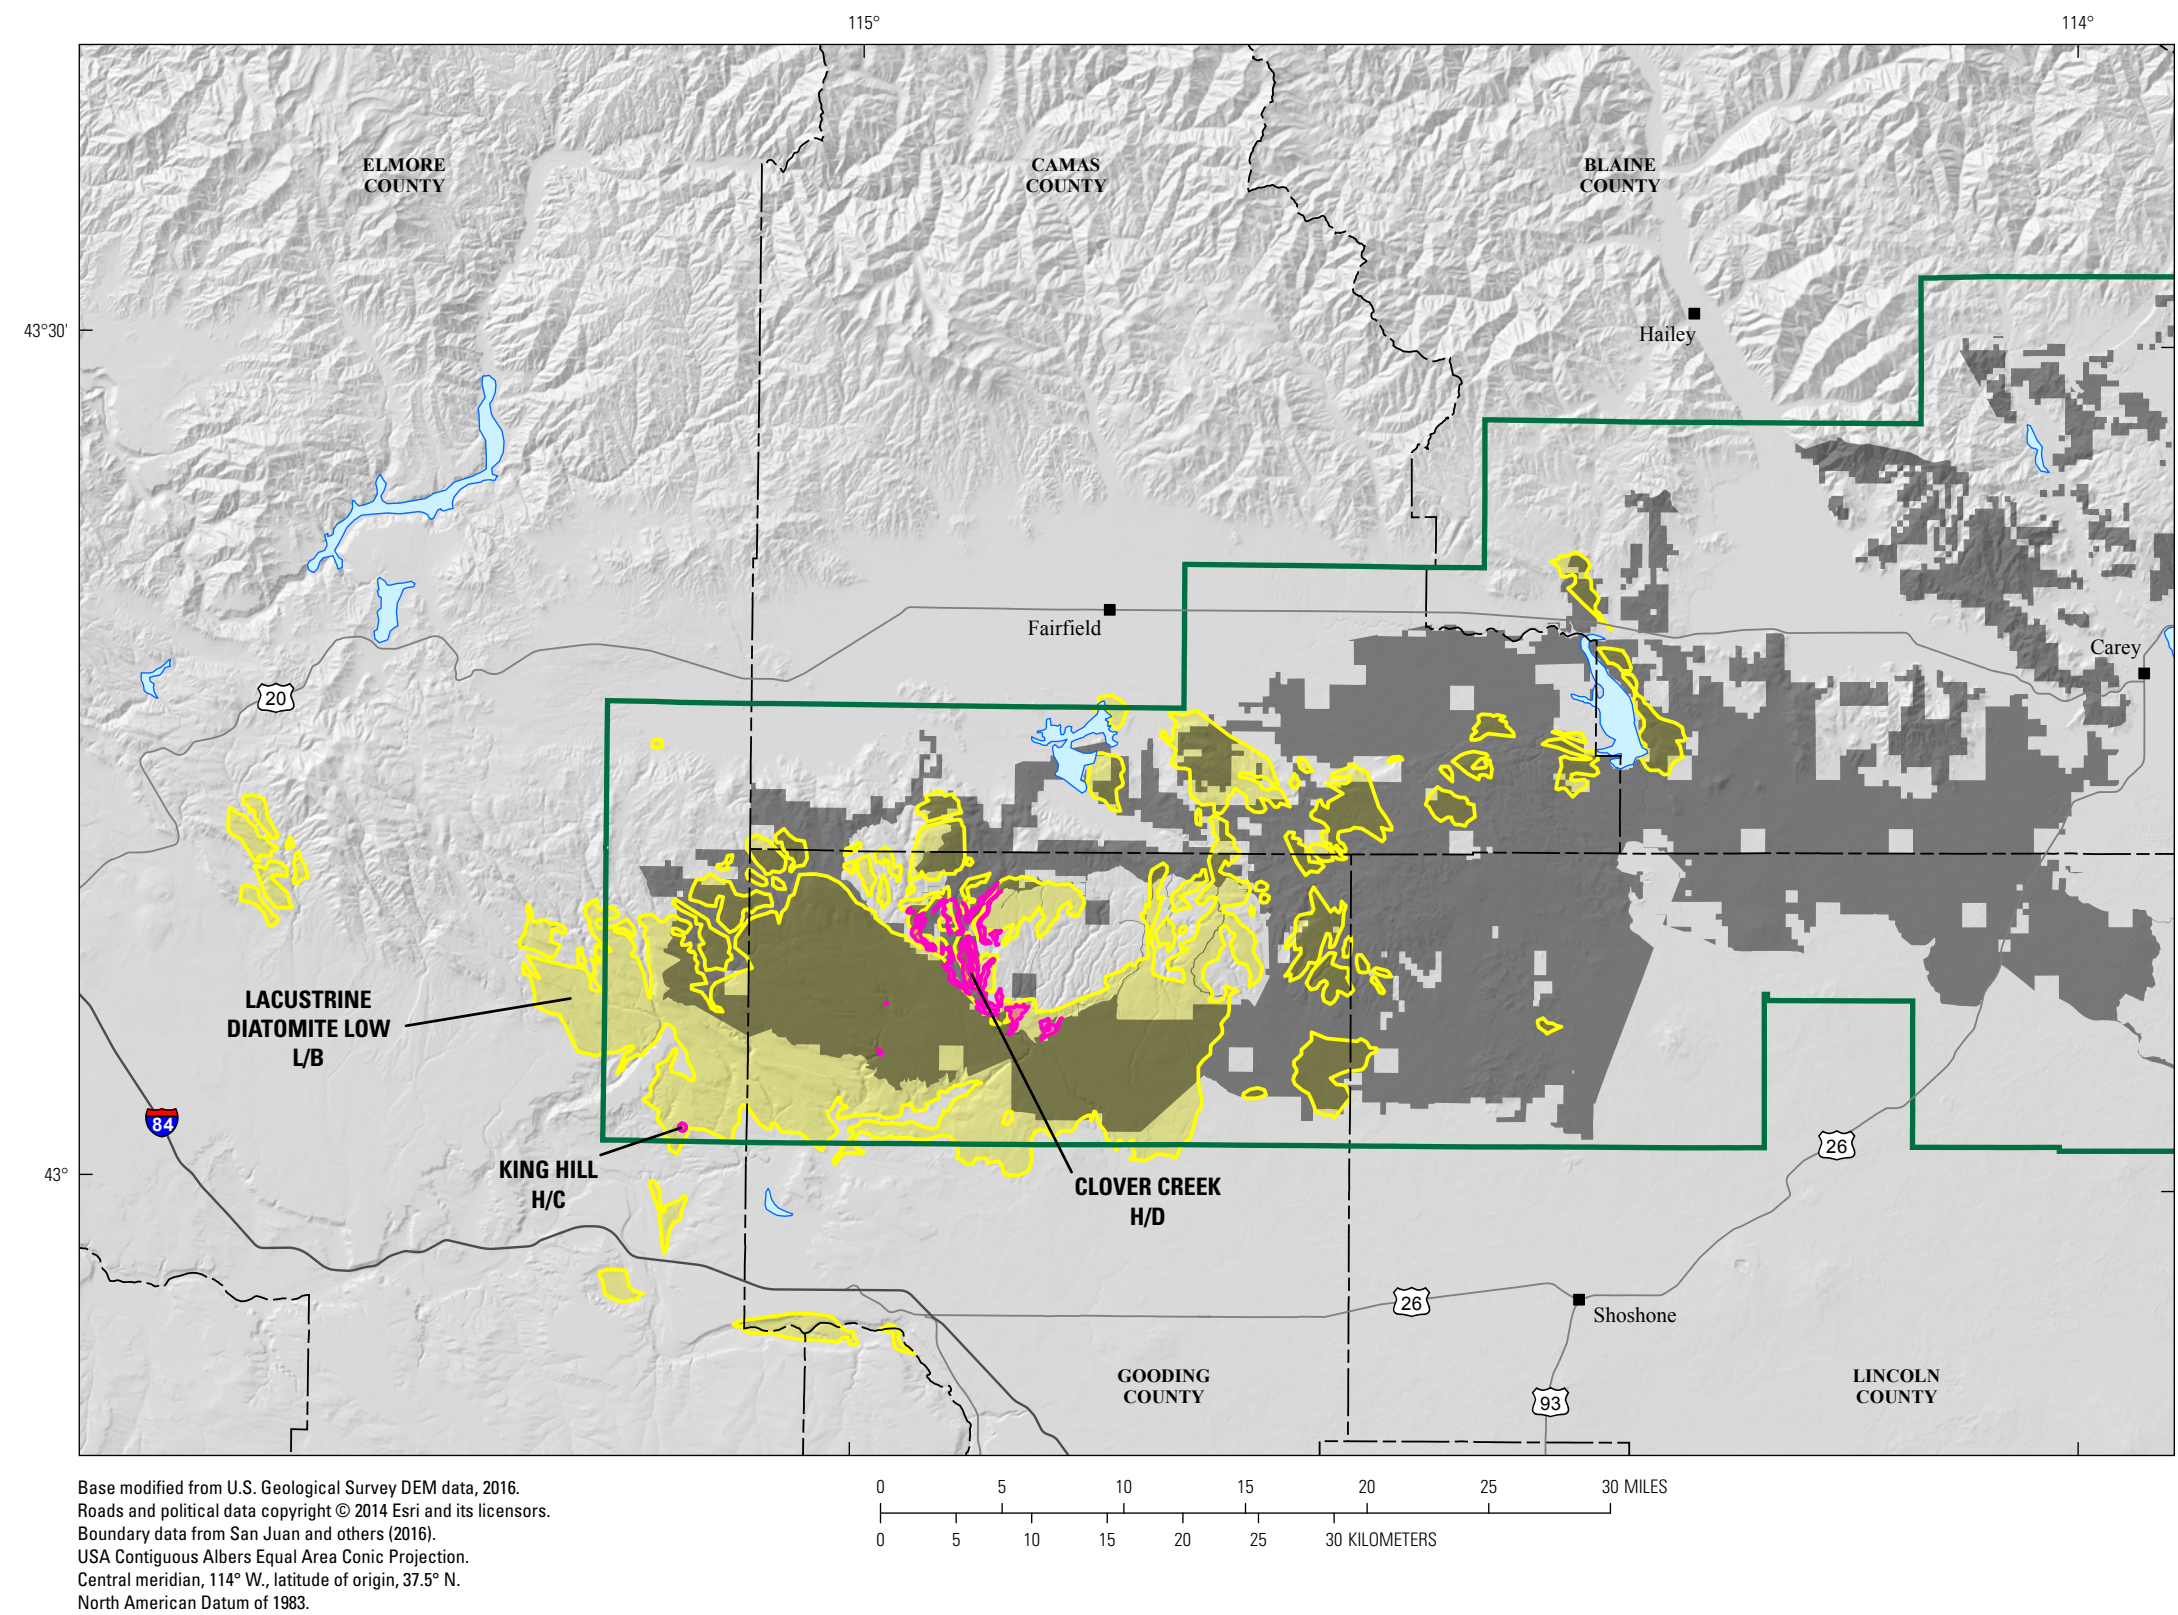 115°
114°
ELMORE
COUNTY
CAMAS
COUNTY
BLAINE
COUNTY
43°30'
Hailey
Fairfield
Carey
20
LACUSTRINE
DIATOMITE LOW
L/B
84
KING HILL
H/C
43°
CLOVER CREEK
H/D
26
26
Shoshone
GOODING
COUNTY
LINCOLN
COUNTY
93
Base modified from U.S. Geological Survey DEM data, 2016.
Roads and political data copyright © 2014 Esri and its licensors.
Boundary data from San Juan and others (2016).
USA Contiguous Albers Equal Area Conic Projection.
Central meridian, 114° W., latitude of origin, 37.5° N.
North American Datum of 1983.
0 5 10 15 20 25 30 MILES
0 5 10 15 20 25 30 KILOMETERS